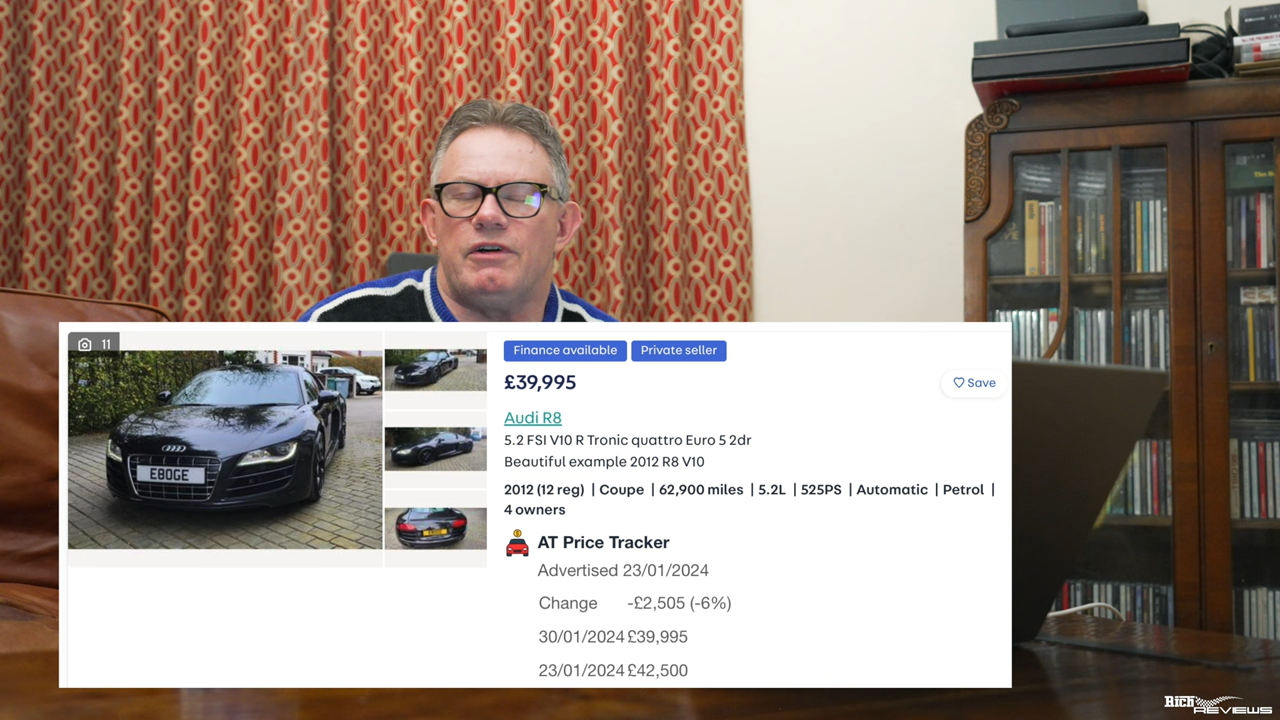 11
E80GE
Finance available
Private seller
£39,995
Save
Audi R8
5.2 FSI V10 R Tronic quattro Euro 5 2dr
Beautiful example 2012 R8 V10
2012 (12 reg) | Coupe | 62,900 miles | 5.2L | 525PS | Automatic | Petrol |
4 owners
AT Price Tracker
Advertised 23/01/2024
Change -£2,505 (-6%)
30/01/2024 £39,995
23/01/2024 £42,500
Rich
REVIEWS